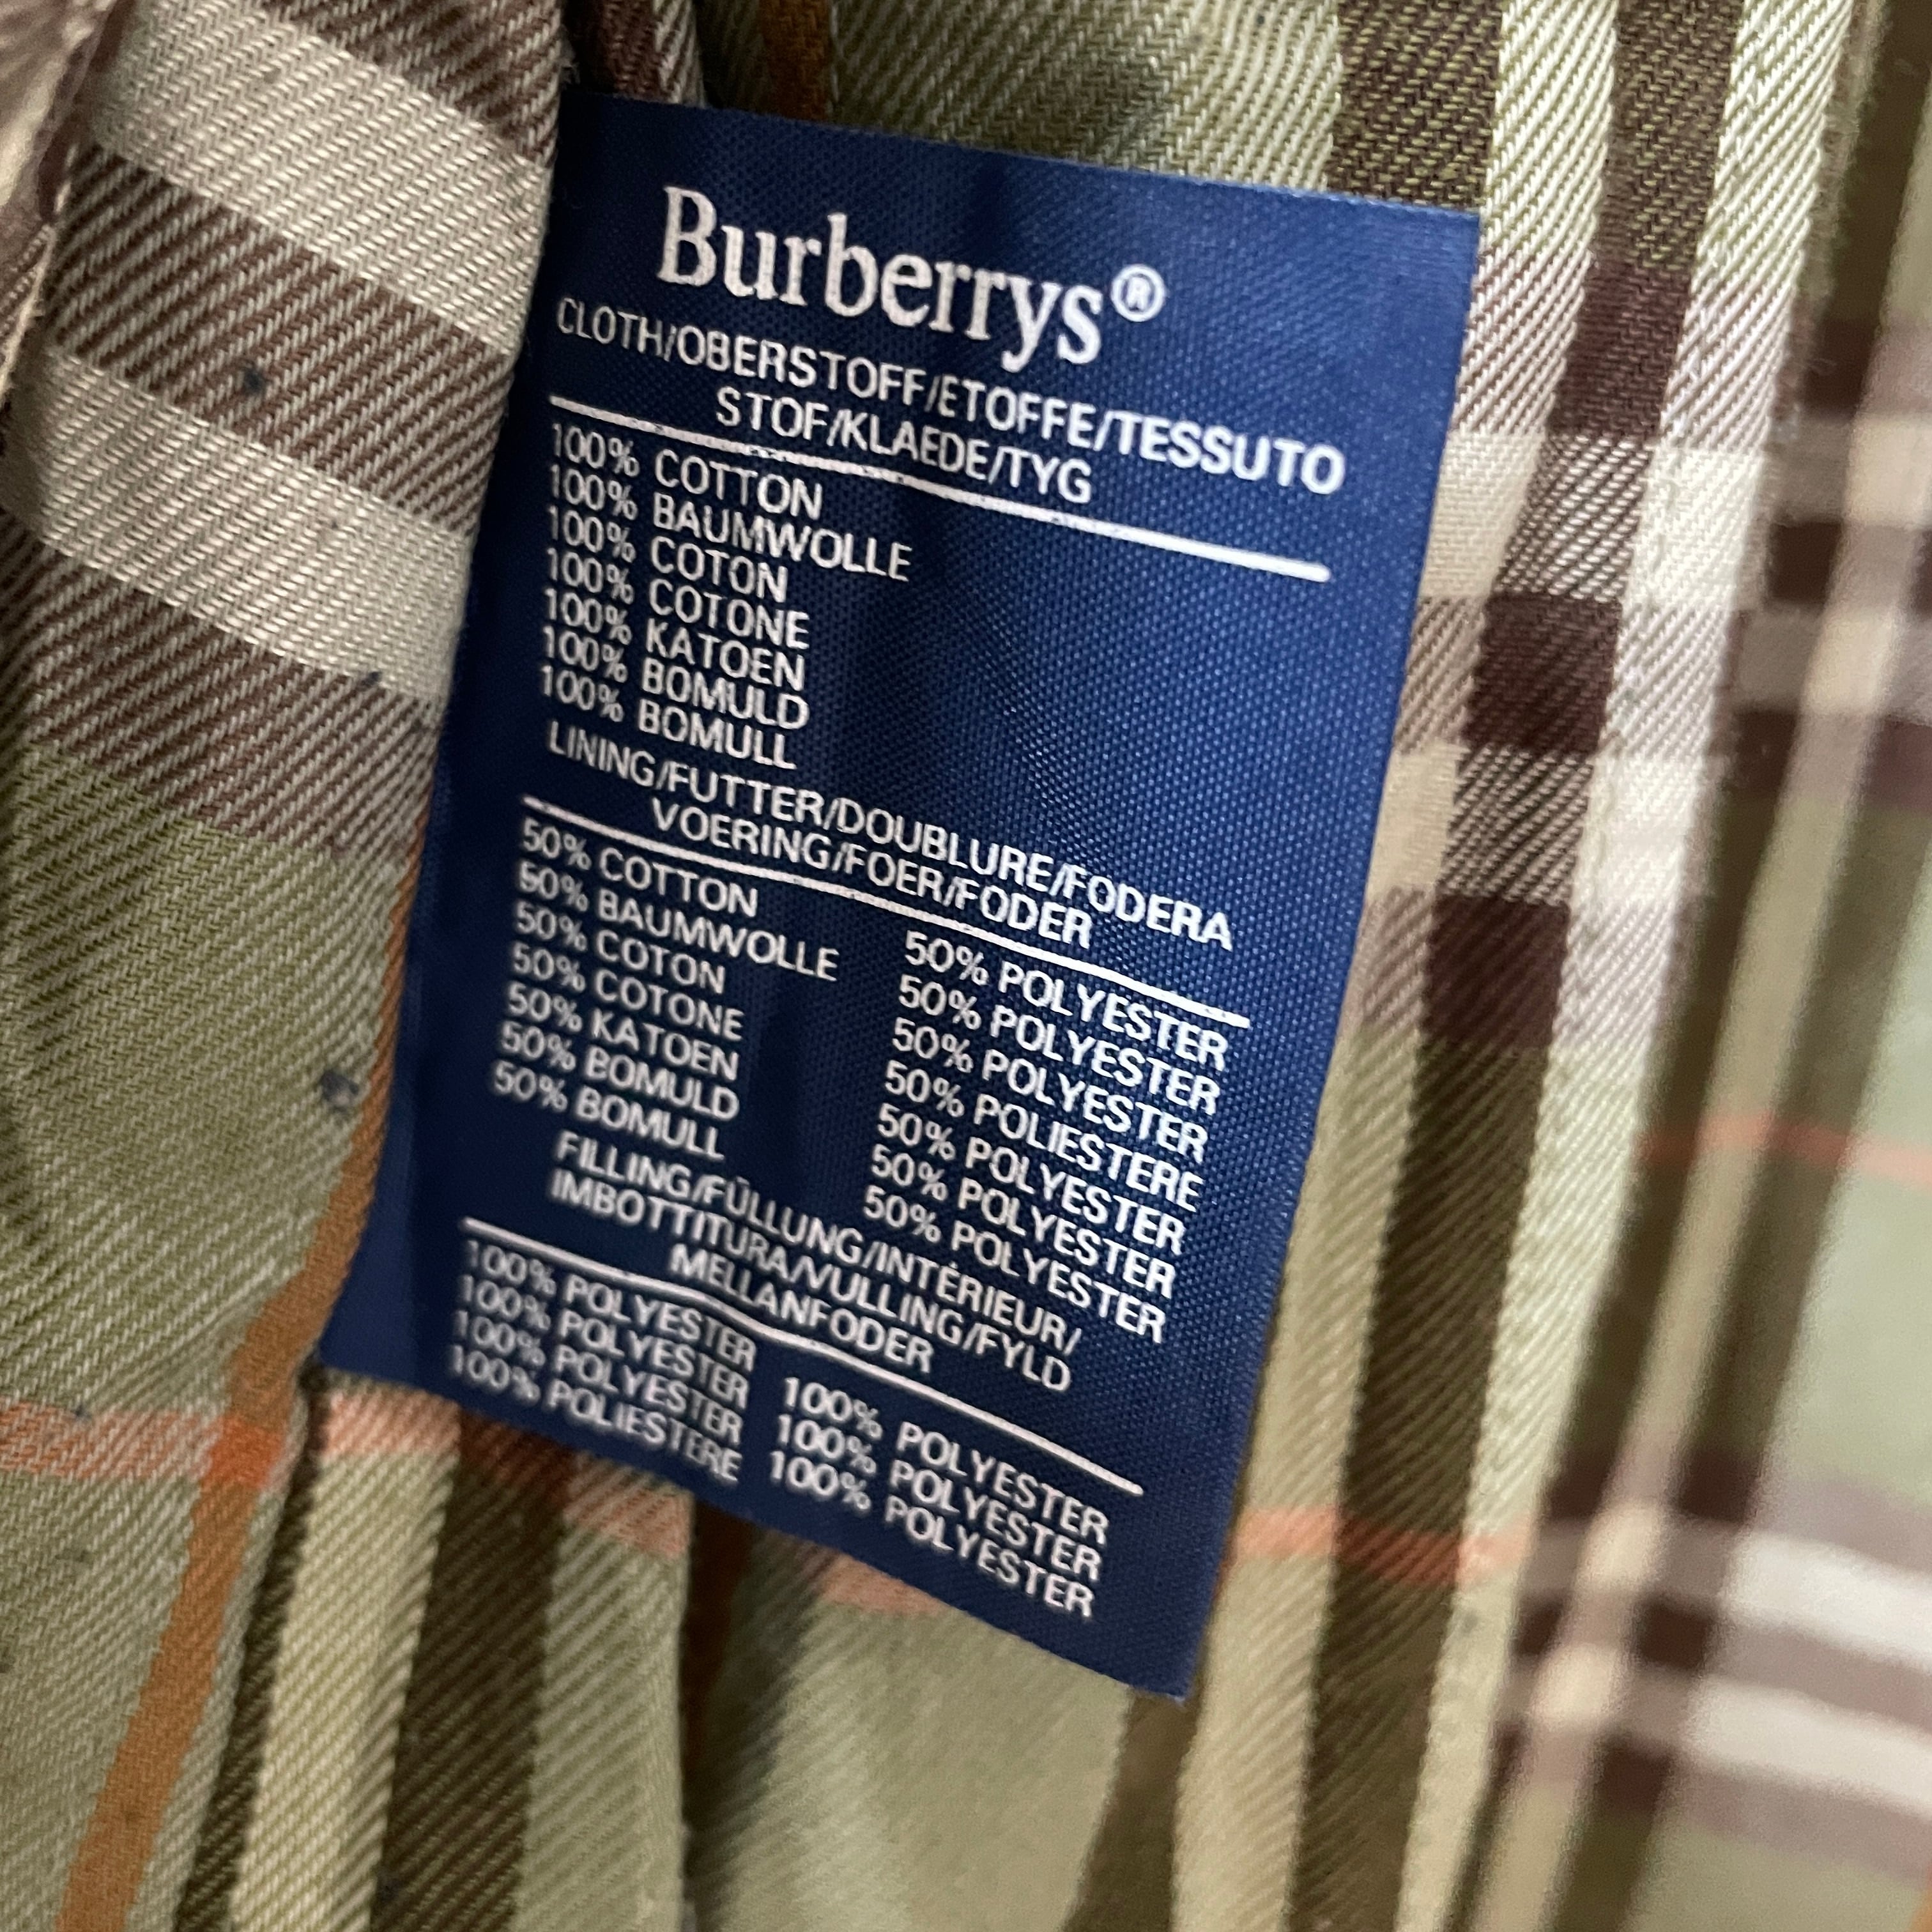 Burberrys®
CLOTH/OBERSTOFF/ETOFFE/TESSUTO
STOF/KLAEDE/TYG
100% COTTON
100% BAUMWOLLE
100% COTON
100% COTONE
100% KATOEN
100% BOMULD
100% BOMULL
LINING/FUTTER/DOUBLURE/FODERA
VOERING/FOER/FODER
50% COTTON 50% POLYESTER
50% BAUMWOLLE 50% POLYESTER
50% COTON 50% POLYESTER
50% COTONE 50% POLIESTERE
50% KATOEN 50% POLYESTER
50% BOMULD 50% POLYESTER
50% BOMULL 50% POLYESTER
FILLING/FÜLLUNG/INTÉRIEUR/
IMBOTTITURA/VULLING/FYLD
MELLANFODER
100% POLYESTER 100% POLYESTER
100% POLYESTER 100% POLYESTER
100% POLYESTER 100% POLYESTER
100% POLIESTERE